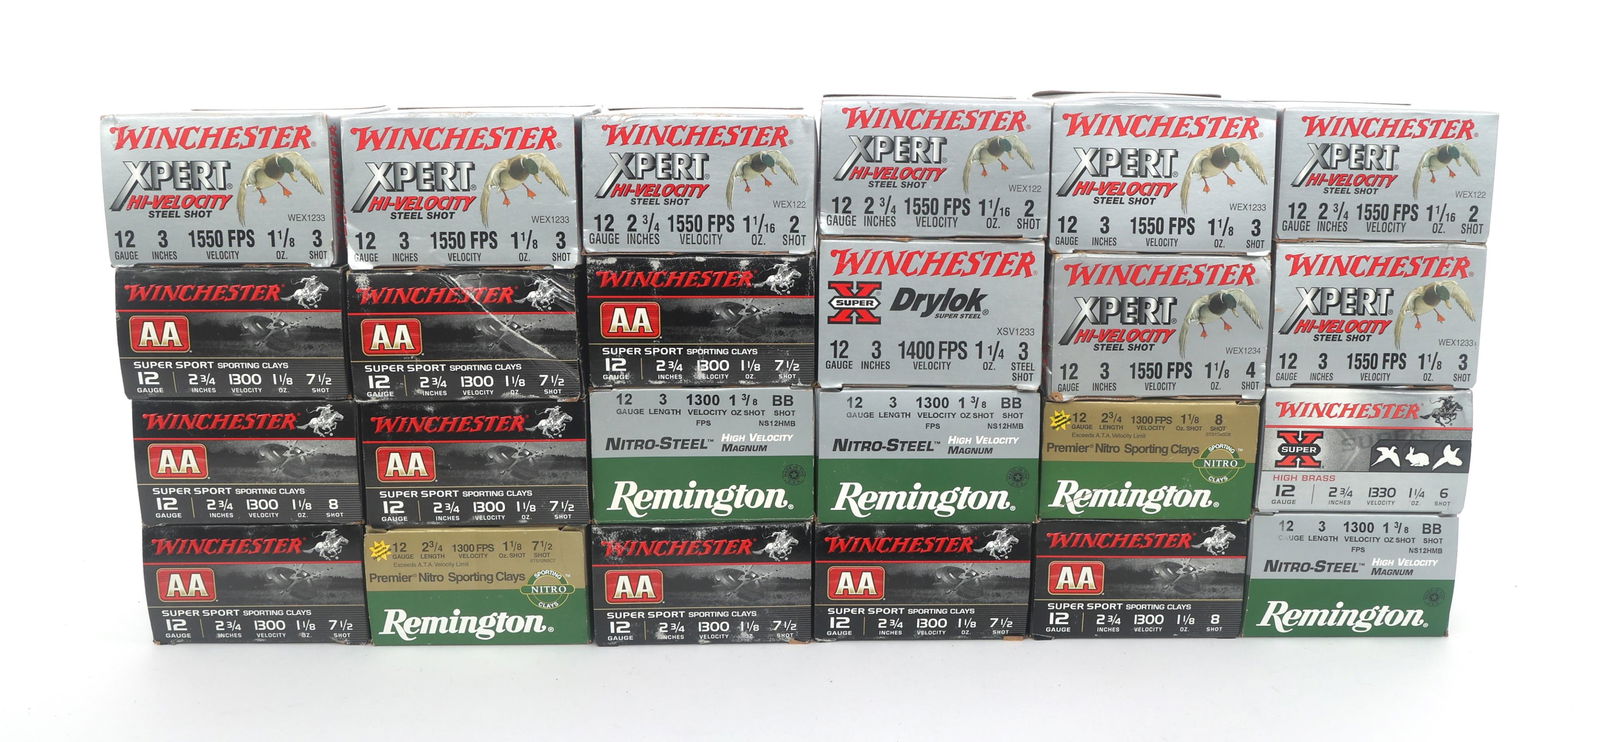 WINCHESTER
XPERT
HI-VELOCITY
STEEL SHOT
WEX1233
12 3 1550 FPS 1 1/8 3
GAUGE INCHES VELOCITY OZ. SHOT
WINCHESTER
XPERT
HI-VELOCITY
STEEL SHOT
WEX1233
12 3 1550 FPS 1 1/8 3
GAUGE INCHES VELOCITY OZ. SHOT
WINCHESTER
XPERT
HI-VELOCITY
STEEL SHOT
WEX122
12 2 3/4 1550 FPS 1 1/16 2
GAUGE INCHES VELOCITY OZ. SHOT
WINCHESTER
XPERT
HI-VELOCITY
STEEL SHOT
WEX122
12 2 3/4 1550 FPS 1 1/16 2
GAUGE INCHES VELOCITY OZ. SHOT
WINCHESTER
XPERT
HI-VELOCITY
STEEL SHOT
WEX1233
12 3 1550 FPS 1 1/8 3
GAUGE INCHES VELOCITY OZ. SHOT
WINCHESTER
XPERT
HI-VELOCITY
STEEL SHOT
WEX122
12 2 3/4 1550 FPS 1 1/16 2
GAUGE INCHES VELOCITY OZ. SHOT
WINCHESTER
AA
SUPER SPORT SPORTING CLAYS
12 2 3/4 1300 1 1/8 7 1/2
GAUGE INCHES VELOCITY OZ. SHOT
WINCHESTER
AA
SUPER SPORT SPORTING CLAYS
12 2 3/4 1300 1 1/8 7 1/2
GAUGE INCHES VELOCITY OZ. SHOT
WINCHESTER
AA
SUPER SPORT SPORTING CLAYS
12 2 3/4 1300 1 1/8 7 1/2
GAUGE INCHES VELOCITY OZ. SHOT
WINCHESTER
SUPER X Drylok
SUPER STEEL
XSV1233
12 3 1400 FPS 1 1/4 3
GAUGE INCHES VELOCITY OZ. STEEL
SHOT
WINCHESTER
XPERT
HI-VELOCITY
STEEL SHOT
WEX1234
12 3 1550 FPS 1 1/8 4
GAUGE INCHES VELOCITY OZ. SHOT
WINCHESTER
XPERT
HI-VELOCITY
STEEL SHOT
WEX1233
12 3 1550 FPS 1 1/8 3
GAUGE INCHES VELOCITY OZ. SHOT
WINCHESTER
AA
SUPER SPORT SPORTING CLAYS
12 2 3/4 1300 1 1/8 8
GAUGE INCHES VELOCITY OZ. SHOT
WINCHESTER
AA
SUPER SPORT SPORTING CLAYS
12 2 3/4 1300 1 1/8 7 1/2
GAUGE INCHES VELOCITY OZ. SHOT
12 3 1300 1 3/8 BB
GAUGE LENGTH VELOCITY OZ SHOT SHOT
FPS NS12HMB
NITRO-STEEL™ HIGH VELOCITY
MAGNUM
Remington®
12 3 1300 1 3/8 BB
GAUGE LENGTH VELOCITY OZ SHOT SHOT
FPS NS12HMB
NITRO-STEEL™ HIGH VELOCITY
MAGNUM
Remington®
12 2 3/4 1300 FPS 1 1/8 8
GAUGE LENGTH VELOCITY OZ. SHOT SHOT
Exceeds A.T.A. Velocity Limit
Premier® Nitro Sporting Clays
SPORTING
NITRO
CLAYS
Remington®
WINCHESTER
SUPER X
HIGH BRASS
12 2 3/4 1330 1 1/4 6
GAUGE INCHES VELOCITY OZ. SHOT
WINCHESTER
AA
SUPER SPORT SPORTING CLAYS
12 2 3/4 1300 1 1/8 7 1/2
GAUGE INCHES VELOCITY OZ. SHOT
12 2 3/4 1300 FPS 1 1/8 7 1/2
GAUGE LENGTH VELOCITY OZ. SHOT SHOT
Exceeds A.T.A. Velocity Limit
Premier® Nitro Sporting Clays
SPORTING
NITRO
CLAYS
Remington®
WINCHESTER
AA
SUPER SPORT SPORTING CLAYS
12 2 3/4 1300 1 1/8 7 1/2
GAUGE INCHES VELOCITY OZ. SHOT
WINCHESTER
AA
SUPER SPORT SPORTING CLAYS
12 2 3/4 1300 1 1/8 7 1/2
GAUGE INCHES VELOCITY OZ. SHOT
WINCHESTER
AA
SUPER SPORT SPORTING CLAYS
12 2 3/4 1300 1 1/8 8
GAUGE INCHES VELOCITY OZ. SHOT
12 3 1300 1 3/8 BB
GAUGE LENGTH VELOCITY OZ SHOT SHOT
FPS NS12HMB
NITRO-STEEL™ HIGH VELOCITY
MAGNUM
Remington®